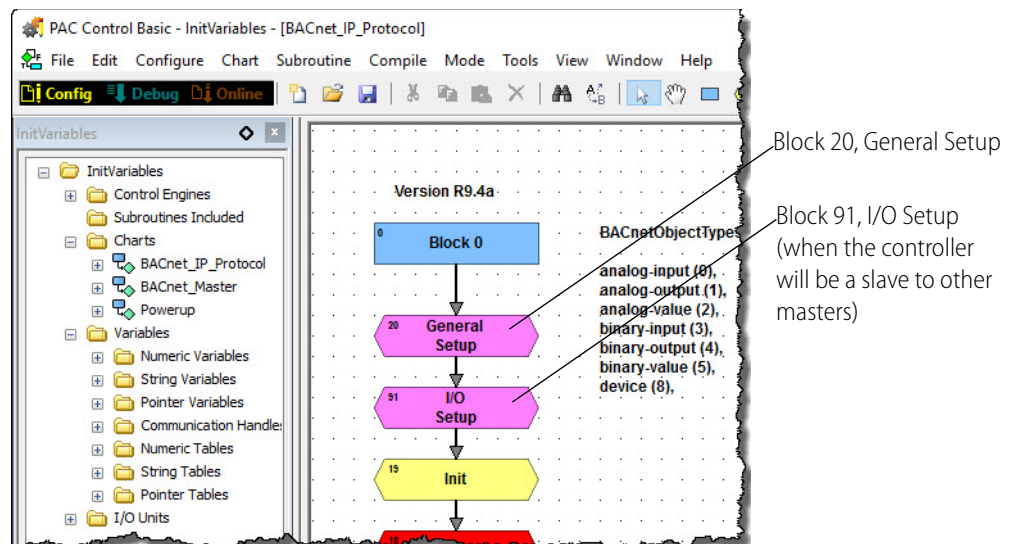 PAC Control Basic - InitVariables - [BACnet_IP_Protocol]
File Edit Configure Chart Subroutine Compile Mode Tools View Window Help
Config Debug Online
InitVariables
InitVariables
Control Engines
Subroutines Included
Charts
BACnet_IP_Protocol
BACnet_Master
Powerup
Variables
Numeric Variables
String Variables
Pointer Variables
Communication Handles
Numeric Tables
String Tables
Pointer Tables
I/O Units
Version R9.4a
0
Block 0
20
General
Setup
91
I/O
Setup
19
Init
18
BACnetObjectTypes
analog-input (0),
analog-output (1),
analog-value (2),
binary-input (3),
binary-output (4),
binary-value (5),
device (8),
Block 20, General Setup
Block 91, I/O Setup
(when the controller
will be a slave to other
masters)